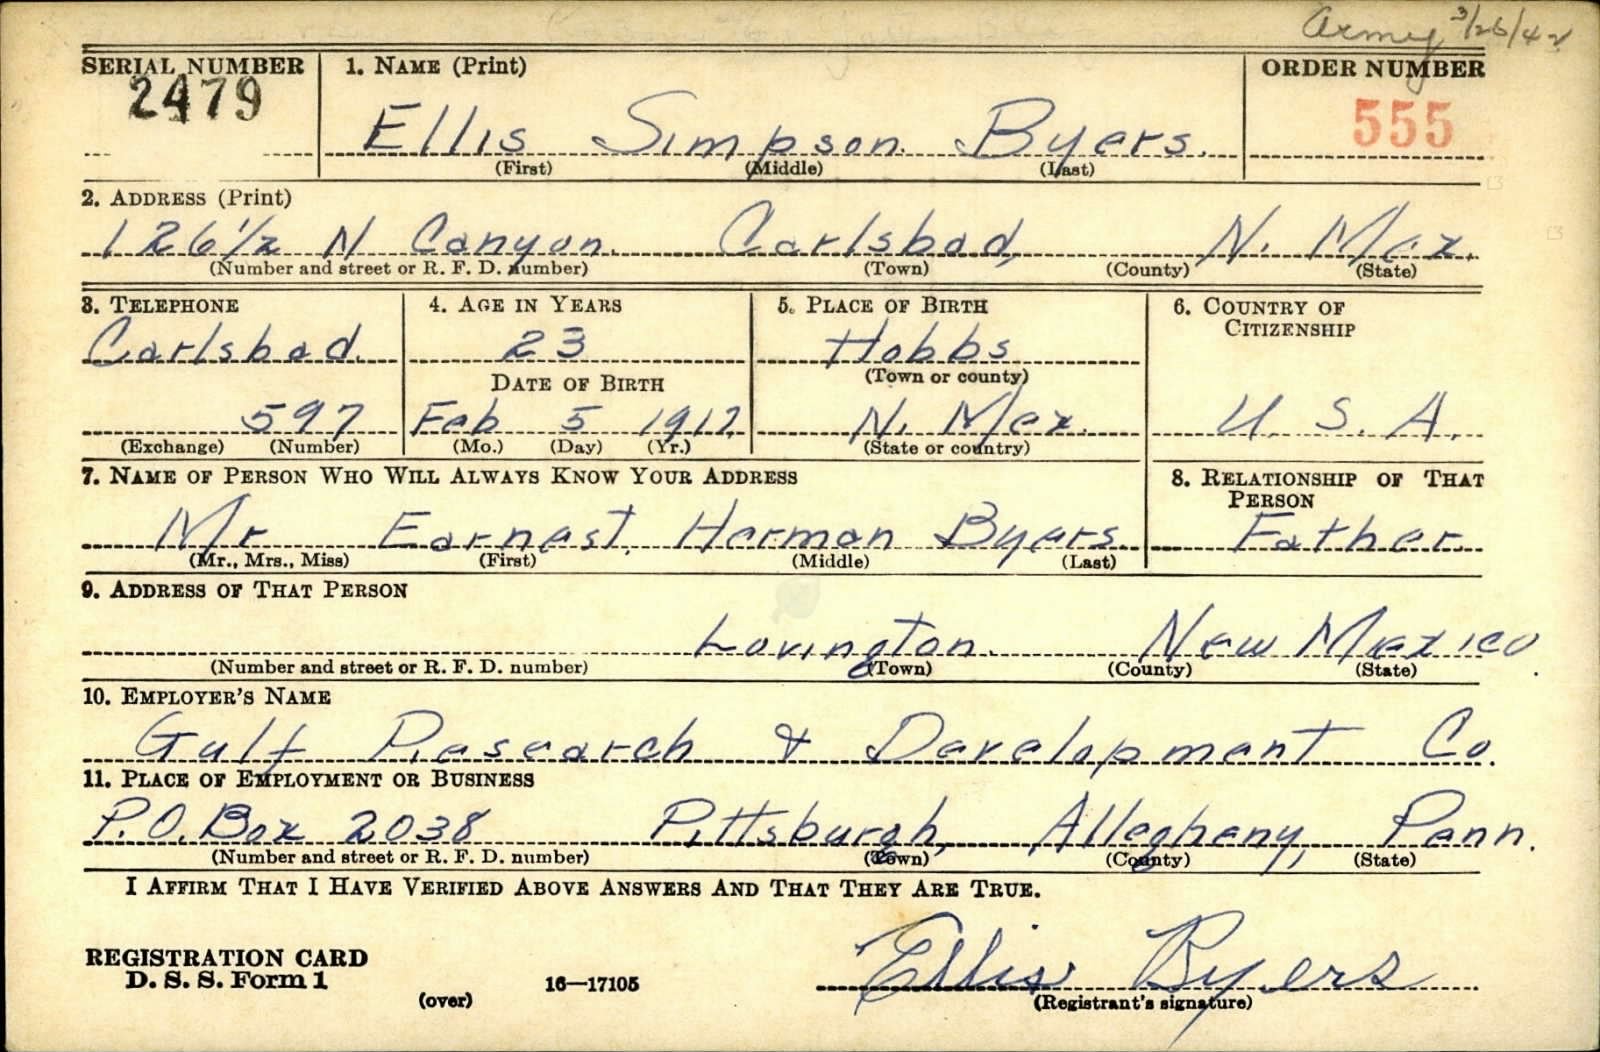 Army 3/26/42
SERIAL NUMBER 1. NAME (Print) ORDER NUMBER
2479 Ellis Simpson Byers. 555
(First) (Middle) (Last)
2. ADDRESS (Print)
126 1/2 N Canyon. Carlsbad, N. Mex.
(Number and street or R. F. D. number) (Town) (County) (State)
3. TELEPHONE 4. AGE IN YEARS 5. PLACE OF BIRTH 6. COUNTRY OF
CITIZENSHIP
Carlsbad 23 Hobbs
(Town or county)
DATE OF BIRTH
597 Feb 5 1917 N. Mex. U. S. A.
(Exchange) (Number) (Mo.) (Day) (Yr.) (State or country)
7. NAME OF PERSON WHO WILL ALWAYS KNOW YOUR ADDRESS 8. RELATIONSHIP OF THAT
PERSON
Mr Earnest Herman Byers. Father
(Mr., Mrs., Miss) (First) (Middle) (Last)
9. ADDRESS OF THAT PERSON
Lovington. New Mexico
(Number and street or R. F. D. number) (Town) (County) (State)
10. EMPLOYER'S NAME
Gulf Research & Development Co.
11. PLACE OF EMPLOYMENT OR BUSINESS
P.O. Box 2038 Pittsburgh, Allegheny, Penn.
(Number and street or R. F. D. number) (Town) (County) (State)
I AFFIRM THAT I HAVE VERIFIED ABOVE ANSWERS AND THAT THEY ARE TRUE.
REGISTRATION CARD
D. S. S. Form 1 Ellis Byers
(over) 16—17105 (Registrant's signature)